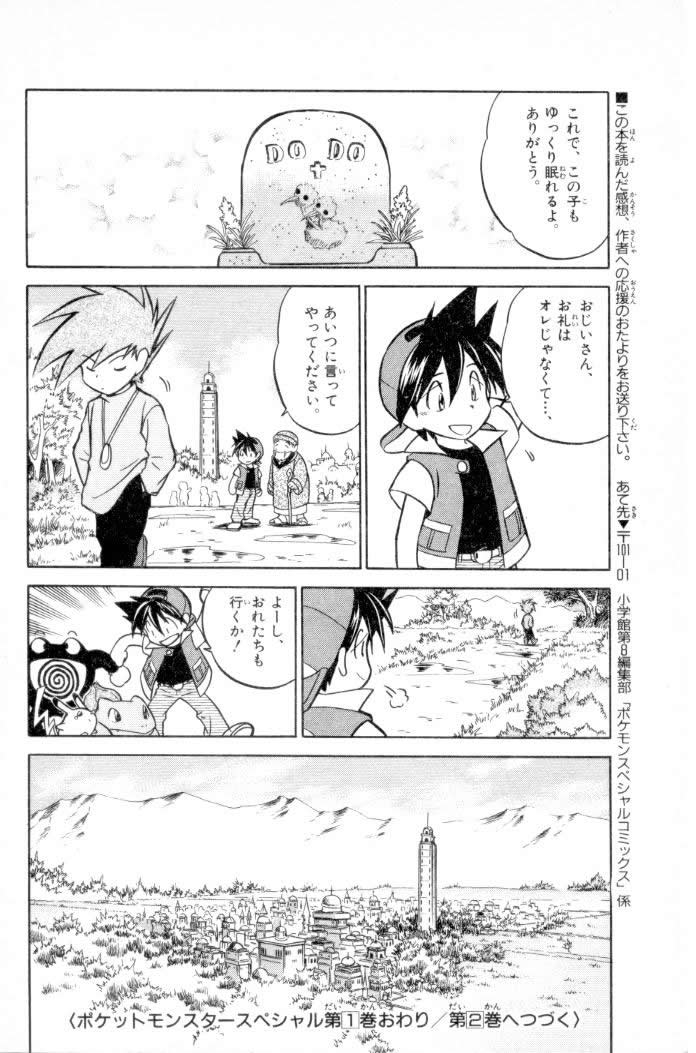 ■この本を読んだ感想、作者への応援のおたよりをお送り下さい。 あて先▼〒101-01 小学館第8編集部「ポケモンスペシャルコミックス」係
これで、この子も
ゆっくり眠れるよ。
ありがとう。
DO DO
おじいさん、
お礼は
オレじゃなくて…、
あいつに言って
やってください。
よーし、
おれたちも
行くか!
〈ポケットモンスタースペシャル第1巻おわり/第2巻へつづく〉